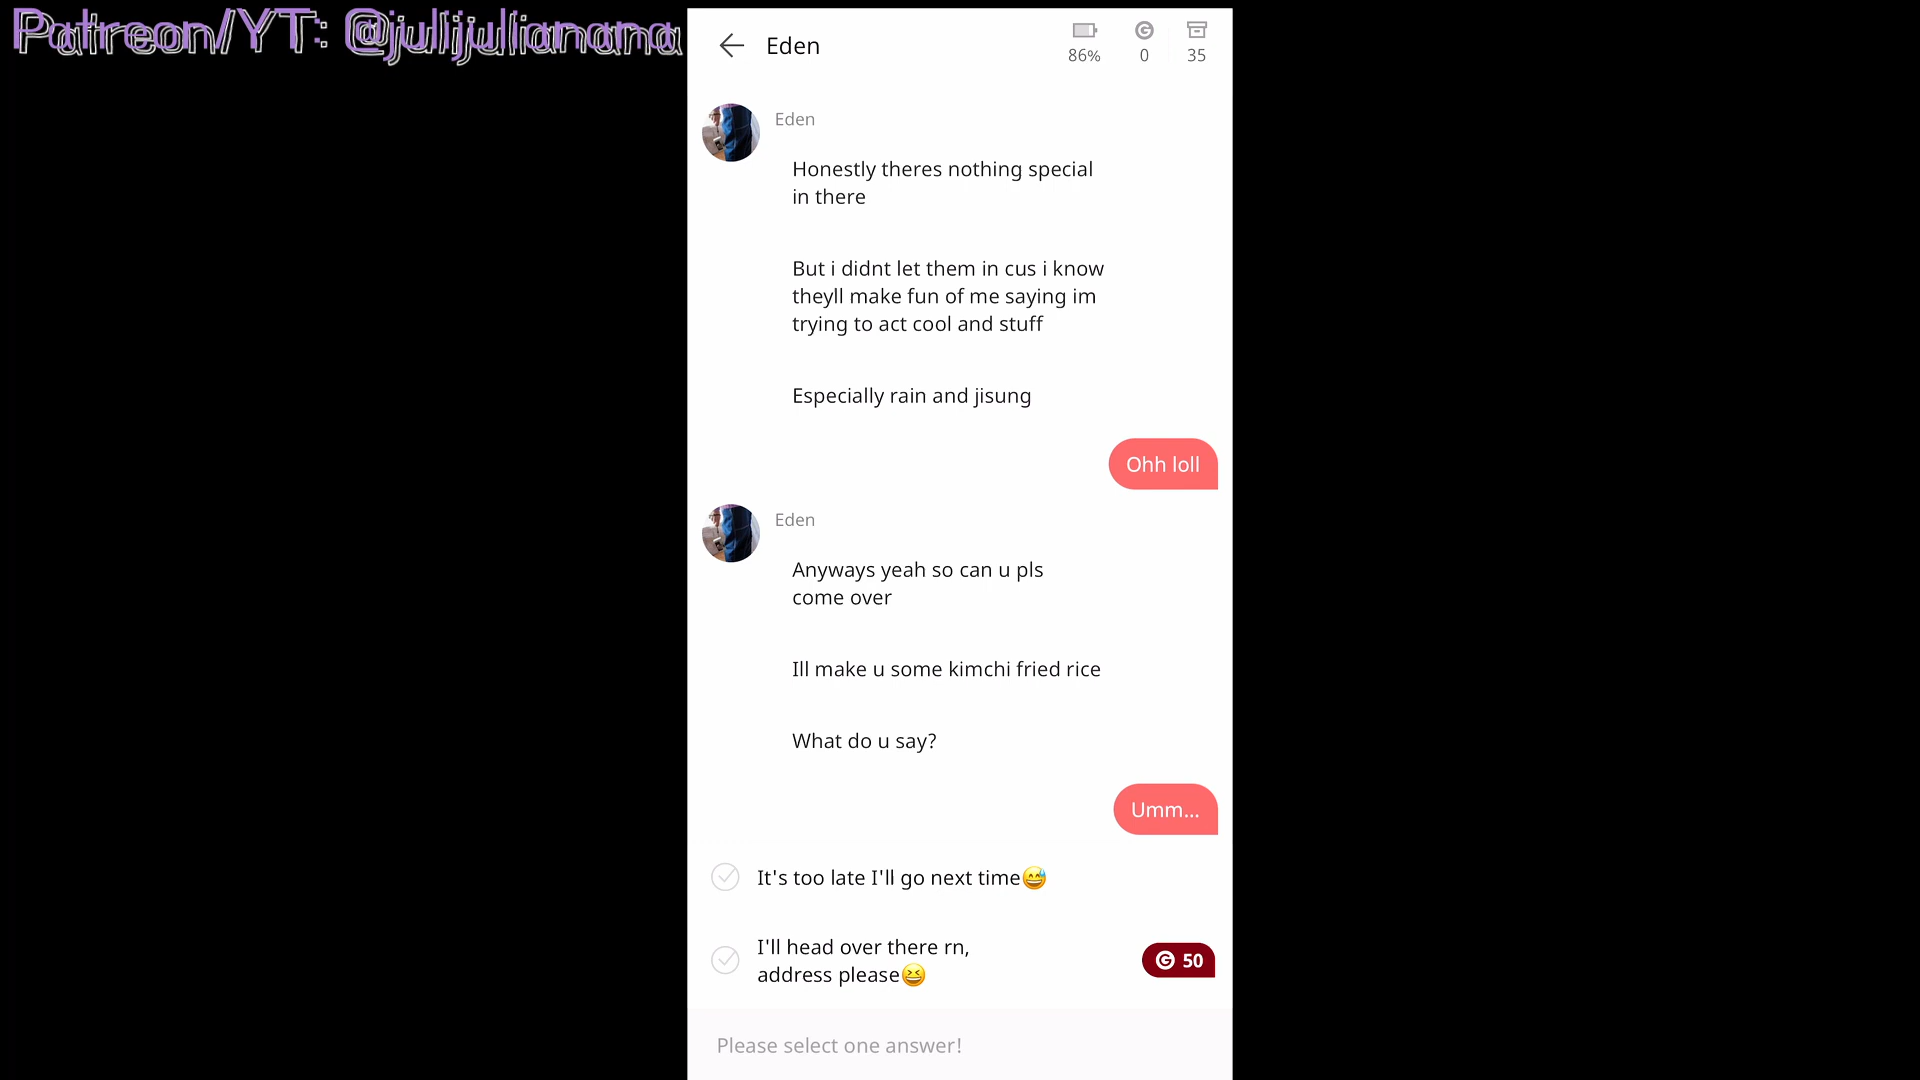 Patreon/YT: @julijulianana
Eden
86%
0
35
Eden
Honestly theres nothing special
in there
But i didnt let them in cus i know
theyll make fun of me saying im
trying to act cool and stuff
Especially rain and jisung
Ohh loll
Eden
Anyways yeah so can u pls
come over
Ill make u some kimchi fried rice
What do u say?
Umm...
It's too late I'll go next time😅
I'll head over there rn,
address please😆
G 50
Please select one answer!